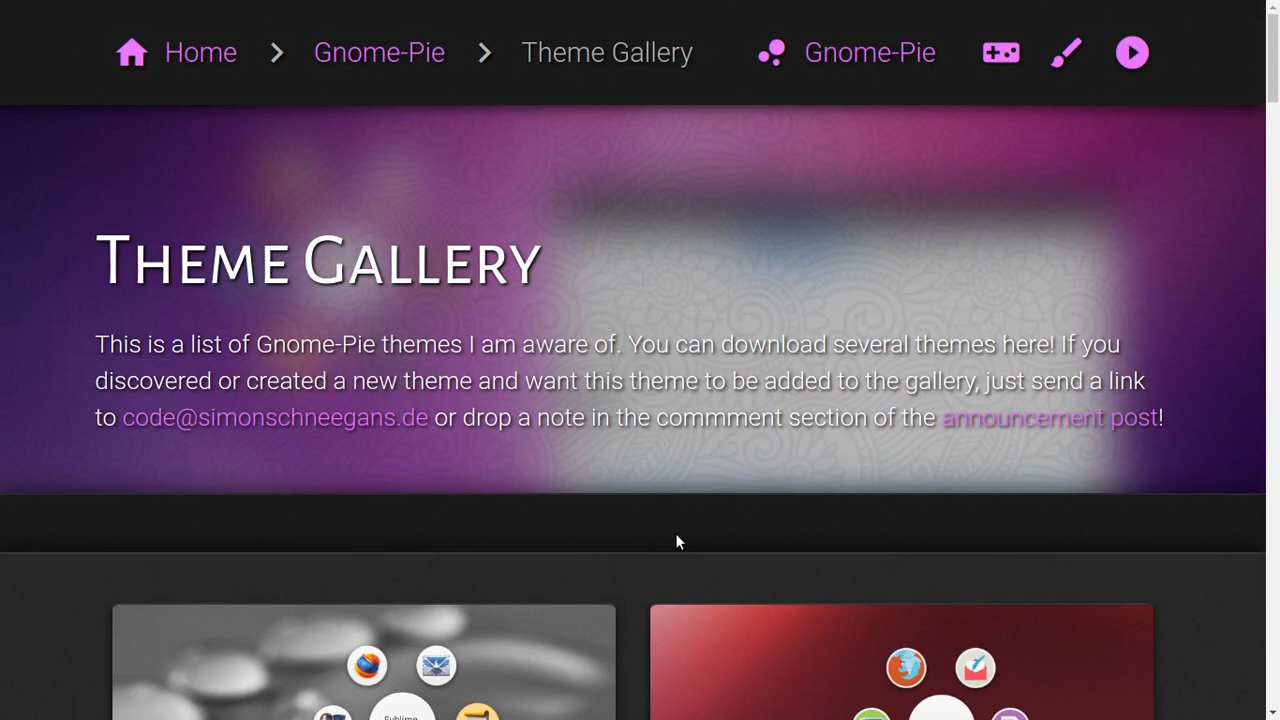 Home Gnome-Pie Theme Gallery Gnome-Pie
Theme Gallery
This is a list of Gnome-Pie themes I am aware of. You can download several themes here! If you
discovered or created a new theme and want this theme to be added to the gallery, just send a link
to code@simonschneegans.de or drop a note in the commment section of the announcement post!
Sublime